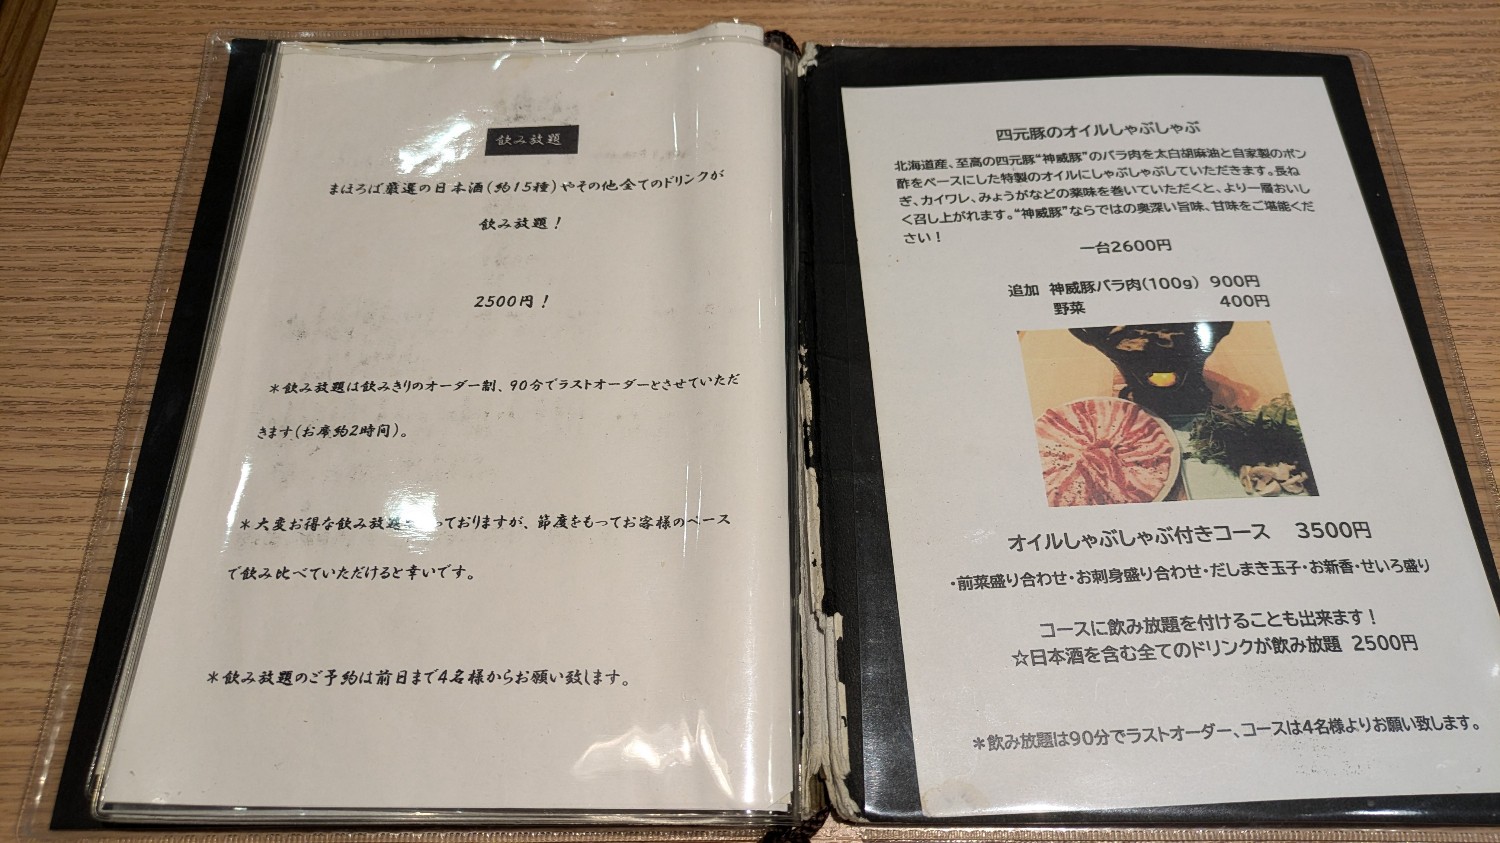 飲み放題
まほろば厳選の日本酒(約15種)やその他全てのドリンクが
飲み放題！
2500円！
＊飲み放題は飲みきりのオーダー制、90分でラストオーダーとさせていただ
きます(お席約2時間)。
＊大変お得な飲み放題 っておりますが、節度をもってお客様のペース
で飲み比べていただけると幸いです。
＊飲み放題のご予約は前日まで4名様からお願い致します。
四元豚のオイルしゃぶしゃぶ
北海道産、至高の四元豚“神威豚”のバラ肉を太白胡麻油と自家製のポン
酢をベースにした特製のオイルにしゃぶしゃぶしていただきます。長ね
ぎ、カイワレ、みょうがなどの薬味を巻いていただくと、より一層おいし
く召し上がれます。“神威豚”ならではの奥深い旨味、甘味をご堪能くだ
さい！
一台2600円
追加 神威豚バラ肉(100g) 900円
野菜 400円
オイルしゃぶしゃぶ付きコース 3500円
・前菜盛り合わせ・お刺身盛り合わせ・だしまき玉子・お新香・せいろ盛り
コースに飲み放題を付けることも出来ます！
☆日本酒を含む全てのドリンクが飲み放題 2500円
＊飲み放題は90分でラストオーダー、コースは4名様よりお願い致します。